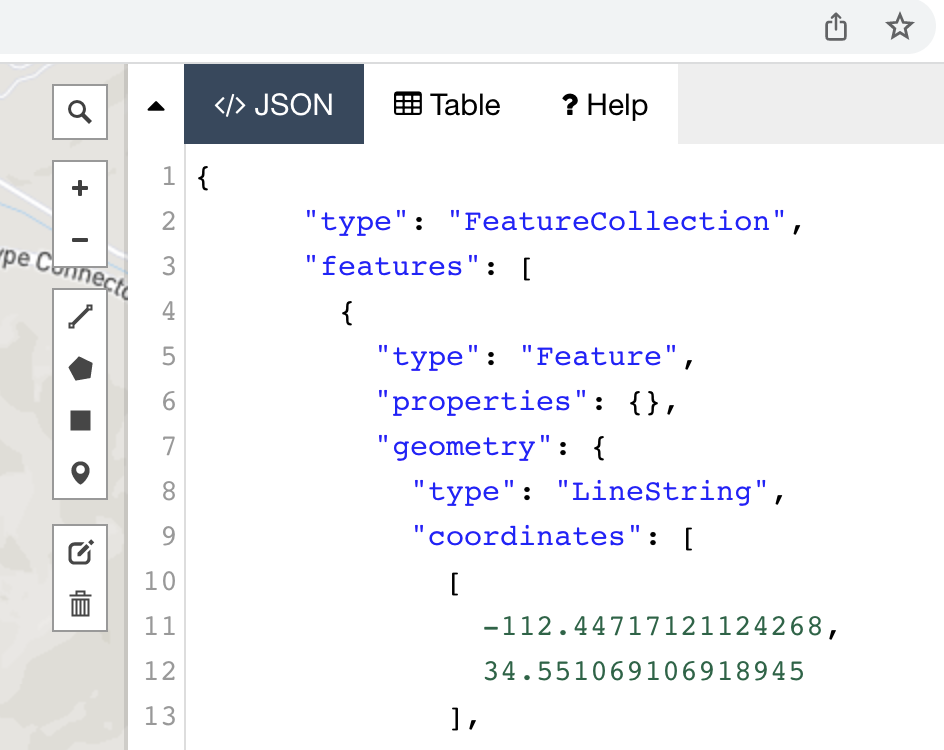 </> JSON
Table
? Help
ype Connecto
1 {
2 "type": "FeatureCollection",
3 "features": [
4 {
5 "type": "Feature",
6 "properties": {},
7 "geometry": {
8 "type": "LineString",
9 "coordinates": [
10 [
11 -112.44717121124268,
12 34.551069106918945
13 ],